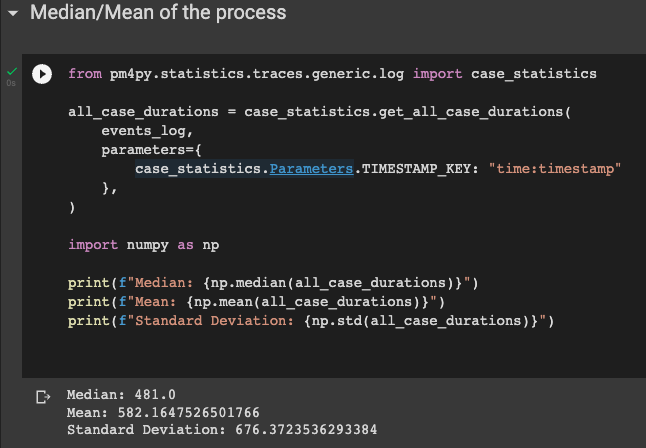 Median/Mean of the process
0s
from pm4py.statistics.traces.generic.log import case_statistics
all_case_durations = case_statistics.get_all_case_durations(
events_log,
parameters={
case_statistics.Parameters.TIMESTAMP_KEY: "time:timestamp"
},
)
import numpy as np
print(f"Median: {np.median(all_case_durations)}")
print(f"Mean: {np.mean(all_case_durations)}")
print(f"Standard Deviation: {np.std(all_case_durations)}")
Median: 481.0
Mean: 582.1647526501766
Standard Deviation: 676.3723536293384